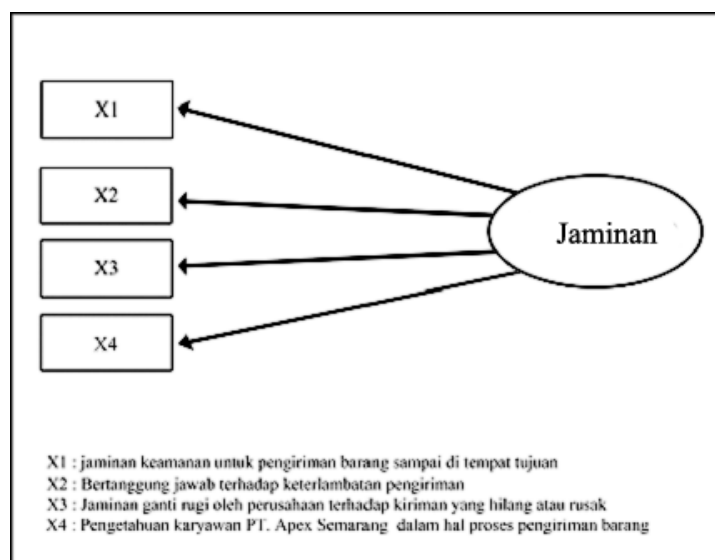 X1
X2
Jaminan
X3
X4
X1 : jaminan keamanan untuk pengiriman barang sampai di tempat tujuan
X2 : Bertanggung jawab terhadap keterlambatan pengiriman
X3 : Jaminan ganti rugi oleh perusahaan terhadap kiriman yang hilang atau rusak
X4 : Pengetahuan karyawan PT. Apex Semarang dalam hal proses pengiriman barang